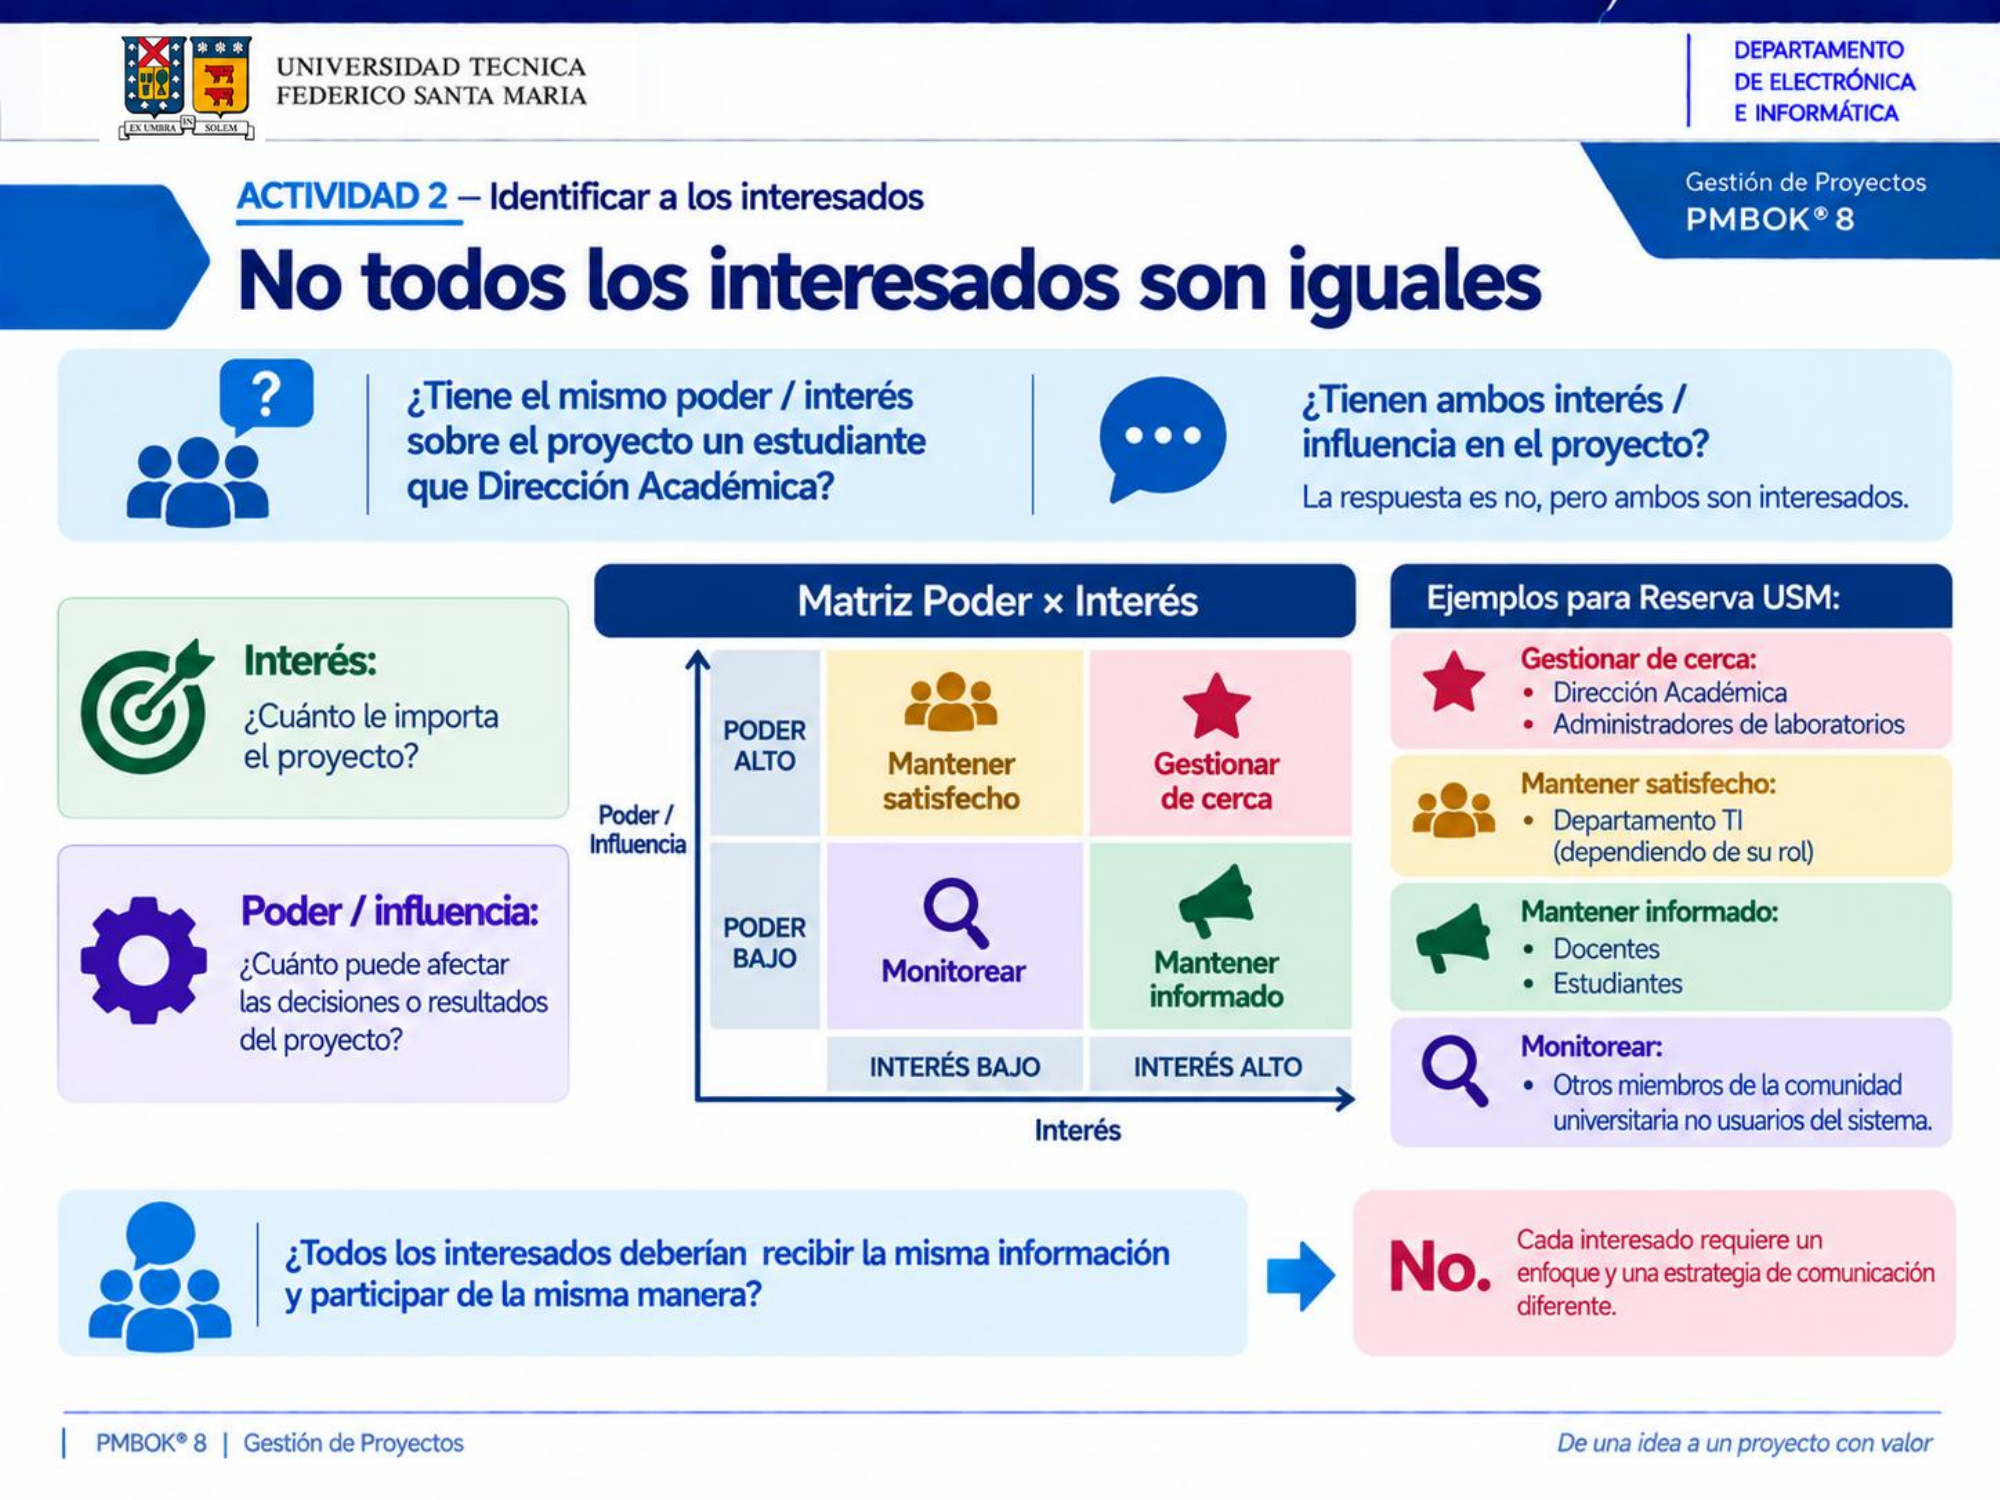 UNIVERSIDAD TECNICA
FEDERICO SANTA MARIA
EX UMBRA IN SOLEM
DEPARTAMENTO
DE ELECTRÓNICA
E INFORMÁTICA
Gestión de Proyectos
PMBOK® 8
ACTIVIDAD 2 – Identificar a los interesados
No todos los interesados son iguales
?
¿Tiene el mismo poder / interés
sobre el proyecto un estudiante
que Dirección Académica?
¿Tienen ambos interés /
influencia en el proyecto?
La respuesta es no, pero ambos son interesados.
Interés:
¿Cuánto le importa
el proyecto?
Poder / influencia:
¿Cuánto puede afectar
las decisiones o resultados
del proyecto?
Matriz Poder × Interés
Poder /
Influencia
PODER
ALTO
Mantener
satisfecho
Gestionar
de cerca
PODER
BAJO
Monitorear
Mantener
informado
INTERÉS BAJO
INTERÉS ALTO
Interés
Ejemplos para Reserva USM:
Gestionar de cerca:
• Dirección Académica
• Administradores de laboratorios
Mantener satisfecho:
• Departamento TI
(dependiendo de su rol)
Mantener informado:
• Docentes
• Estudiantes
Monitorear:
• Otros miembros de la comunidad
universitaria no usuarios del sistema.
¿Todos los interesados deberían recibir la misma información
y participar de la misma manera?
No.
Cada interesado requiere un
enfoque y una estrategia de comunicación
diferente.
PMBOK® 8 | Gestión de Proyectos
De una idea a un proyecto con valor